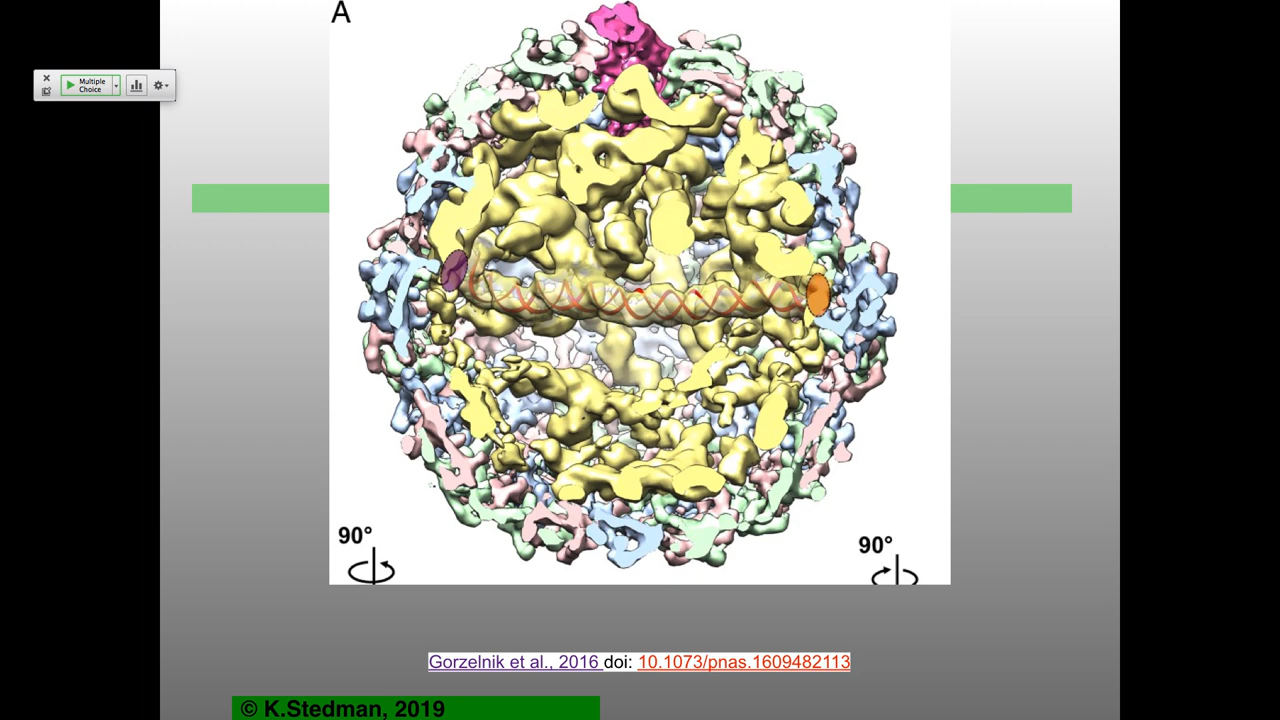 A
Multiple
Choice
90°
90°
Gorzelnik et al., 2016 doi: 10.1073/pnas.1609482113
© K.Stedman, 2019